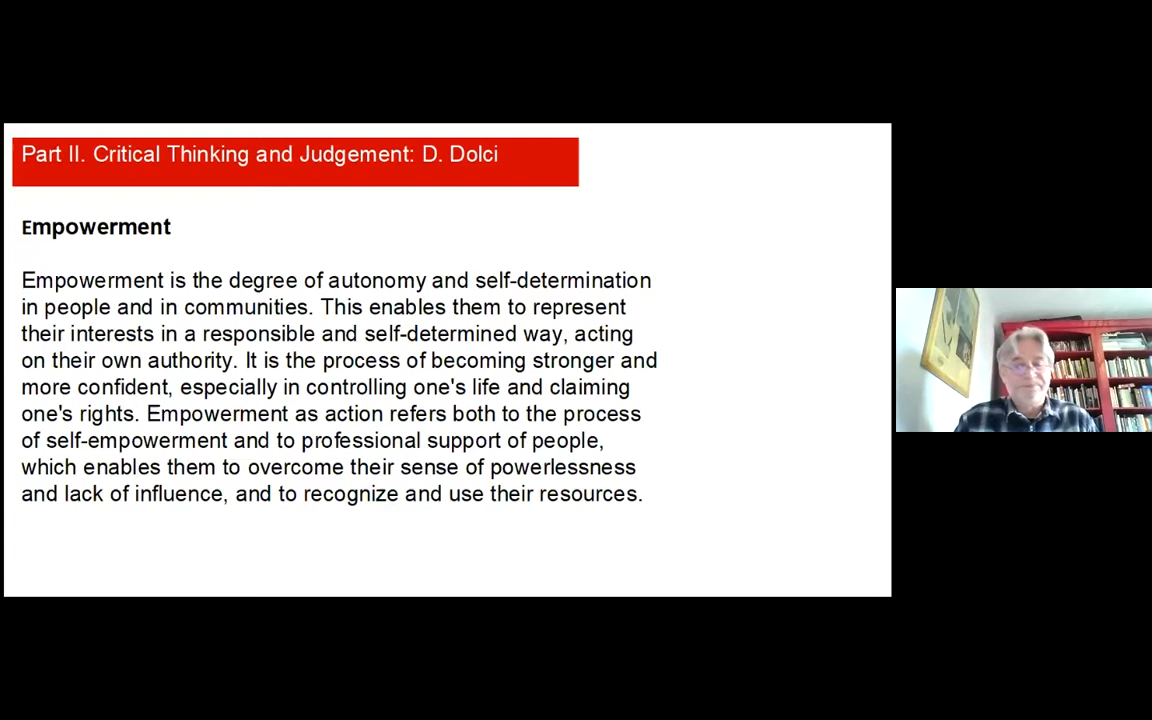 Part II. Critical Thinking and Judgement: D. Dolci
Empowerment
Empowerment is the degree of autonomy and self-determination
in people and in communities. This enables them to represent
their interests in a responsible and self-determined way, acting
on their own authority. It is the process of becoming stronger and
more confident, especially in controlling one's life and claiming
one's rights. Empowerment as action refers both to the process
of self-empowerment and to professional support of people,
which enables them to overcome their sense of powerlessness
and lack of influence, and to recognize and use their resources.